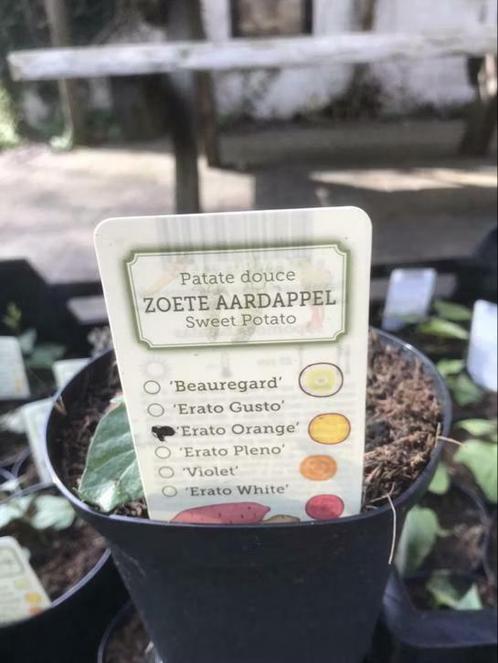 Patate douce
ZOETE AARDAPPEL
Sweet Potato
'Beauregard'
'Erato Gusto'
'Erato Orange'
'Erato Pleno'
'Violet'
'Erato White'